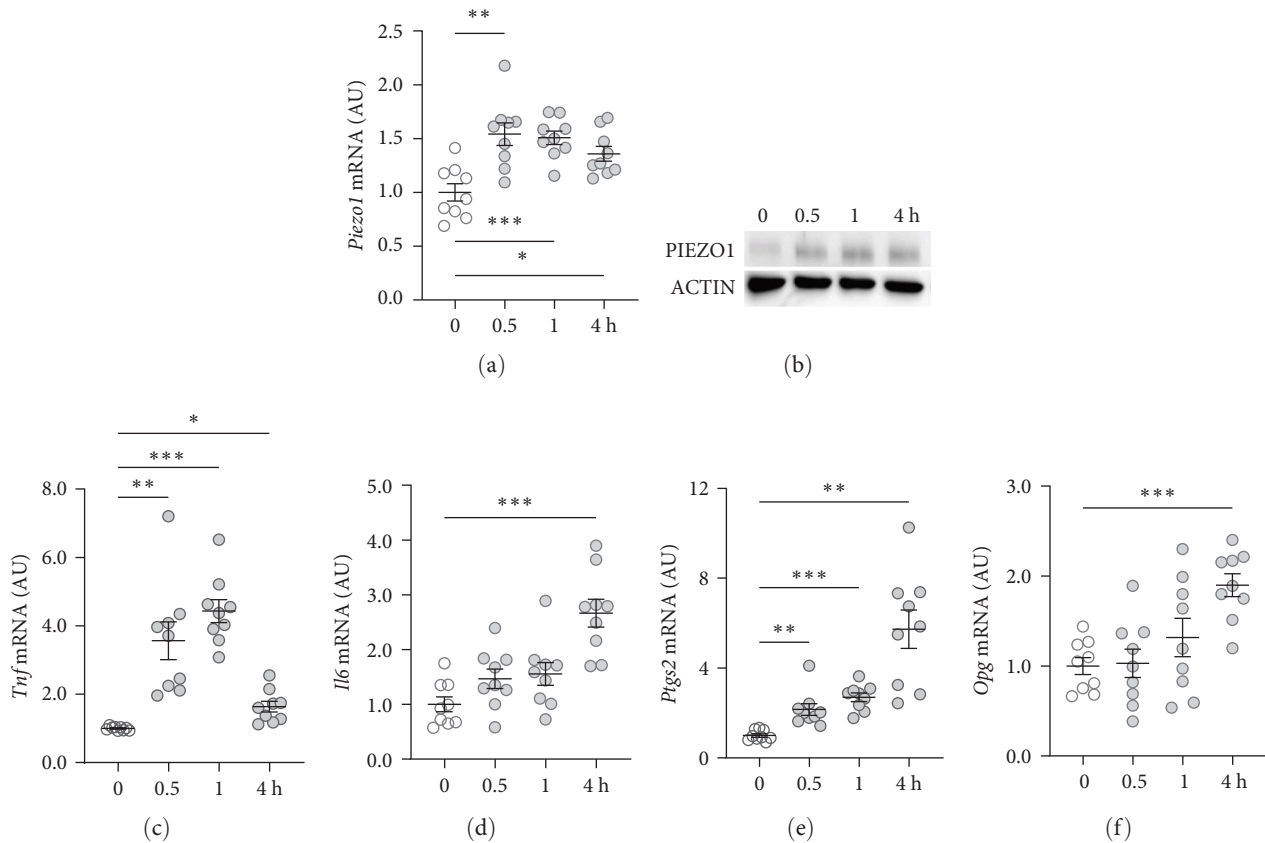 **
2.5
2.0
1.5
1.0
0.5
0.0
Piezo1 mRNA (AU)
***
*
0 0.5 1 4 h
(a)
0 0.5 1 4 h
PIEZO1
ACTIN
(b)
*
***
**
8.0
6.0
4.0
2.0
0.0
Tnf mRNA (AU)
0 0.5 1 4 h
(c)
***
5.0
4.0
3.0
2.0
1.0
0.0
Il6 mRNA (AU)
0 0.5 1 4 h
(d)
**
***
**
12
8
4
0
Ptgs2 mRNA (AU)
0 0.5 1 4 h
(e)
***
3.0
2.0
1.0
0.0
Opg mRNA (AU)
0 0.5 1 4 h
(f)